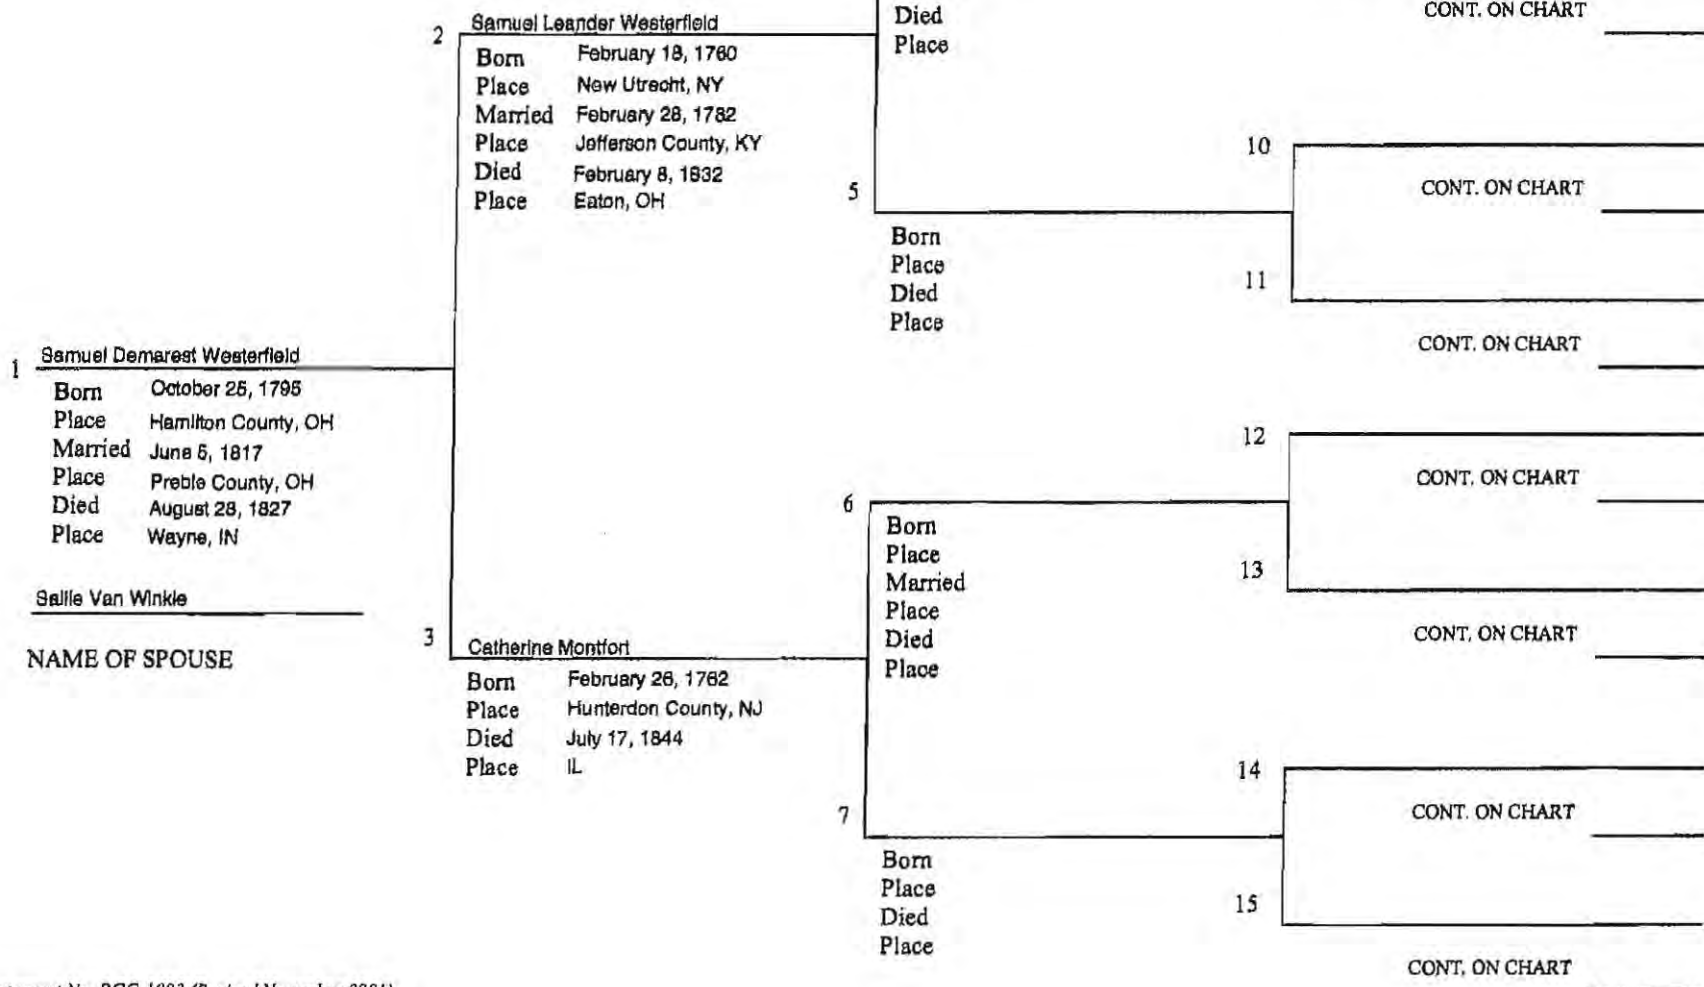 Died
Place
CONT. ON CHART
2
Samuel Leander Westerfield
Born February 18, 1760
Place New Utrecht, NY
Married February 28, 1782
Place Jefferson County, KY
Died February 8, 1832
Place Eaton, OH
10
CONT. ON CHART
5
Born
Place
Died
Place
11
CONT. ON CHART
1
Samuel Demarest Westerfield
Born October 25, 1795
Place Hamilton County, OH
Married June 5, 1817
Place Preble County, OH
Died August 28, 1827
Place Wayne, IN
Sallie Van Winkle
NAME OF SPOUSE
12
CONT. ON CHART
6
Born
Place
Married
Place
Died
Place
13
CONT. ON CHART
3
Catherine Montfort
Born February 26, 1762
Place Hunterdon County, NJ
Died July 17, 1844
Place IL
14
CONT. ON CHART
7
Born
Place
Died
Place
15
CONT. ON CHART